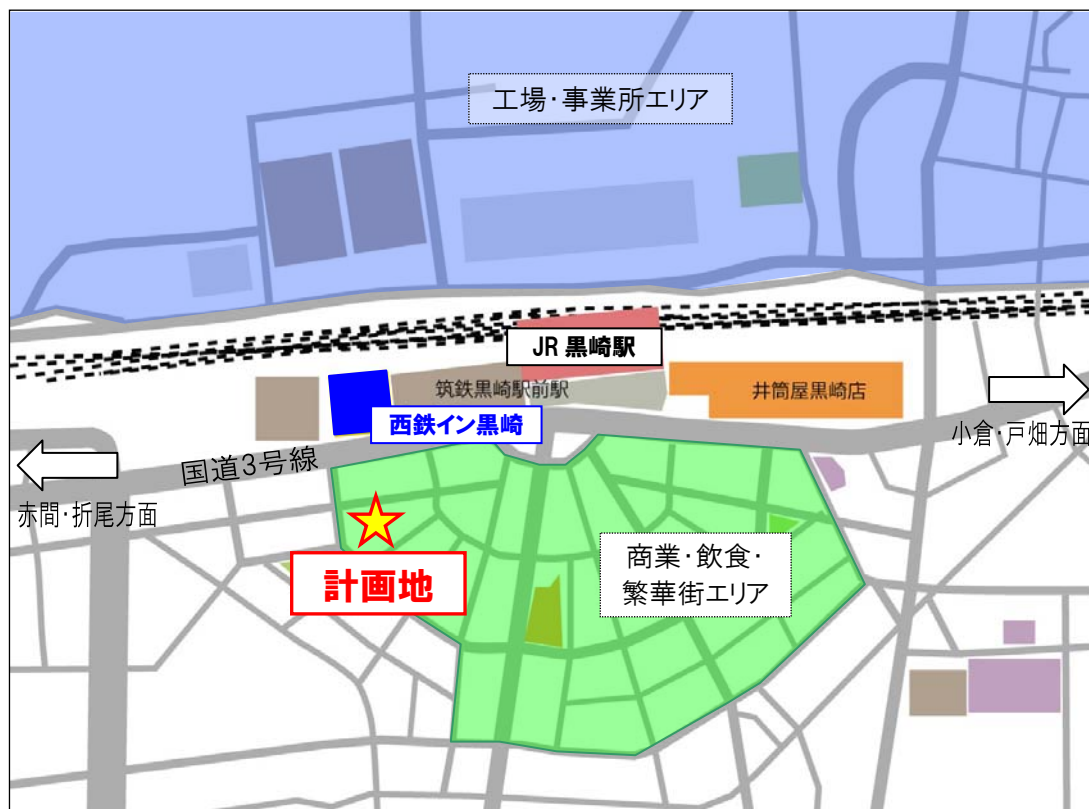 工場・事業所エリア
JR 黒崎駅
筑鉄黒崎駅前駅
井筒屋黒崎店
西鉄イン黒崎
小倉・戸畑方面
国道3号線
赤間・折尾方面
計画地
商業・飲食・
繁華街エリア